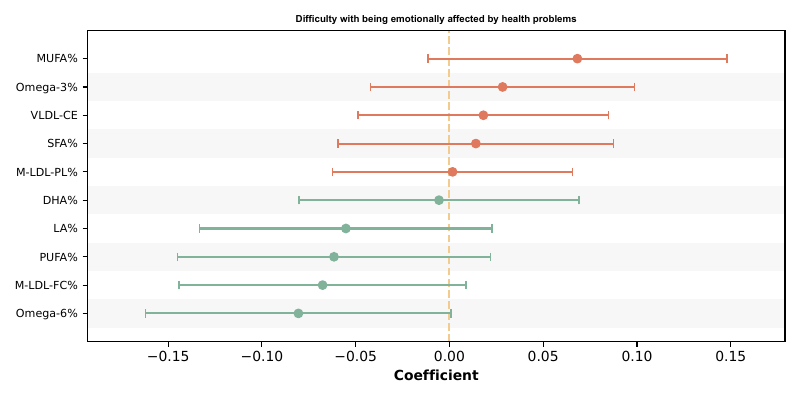 Difficulty with being emotionally affected by health problems
MUFA%
Omega-3%
VLDL-CE
SFA%
M-LDL-PL%
DHA%
LA%
PUFA%
M-LDL-FC%
Omega-6%
−0.15 −0.10 −0.05 0.00 0.05 0.10 0.15
Coefficient